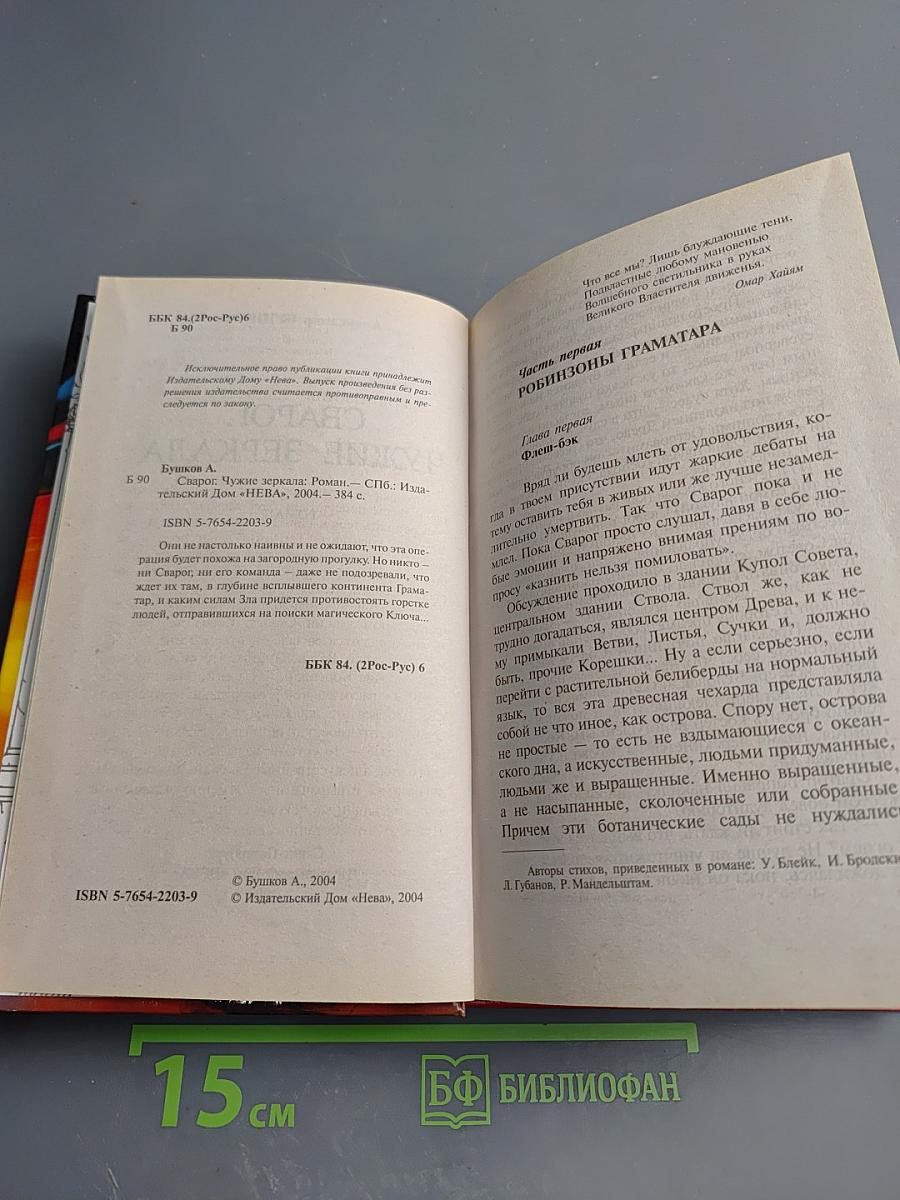 ББК 84.(2Рос-Рус)6
Б 90
Исключительное право публикации книги принадлежит
Издательскому Дому «Нева». Выпуск произведения без раз-
решения издательства считается противоправным и пре-
следуется по закону.
Бушков А.
Б 90 Сварог. Чужие зеркала: Роман.— СПб.: Изда-
тельский Дом «НЕВА», 2004.— 384 с.
ISBN 5-7654-2203-9
Они не настолько наивны и не ожидают, что эта опе-
рация будет похожа на загородную прогулку. Но никто —
ни Сварог, ни его команда — даже не подозревали, что
ждет их там, в глубине всплывшего континента Грама-
тар, и каким силам Зла придется противостоять горстке
людей, отправившихся на поиски магического Ключа...
ББК 84. (2Рос-Рус) 6
© Бушков А., 2004
ISBN 5-7654-2203-9 © Издательский Дом «Нева», 2004
Что все мы? Лишь блуждающие тени,
Подвластные любому мановенью
Волшебного светильника в руках
Великого Властителя движенья.
Омар Хайям
Часть первая
РОБИНЗОНЫ ГРАМАТАРА
Глава первая
Флеш-бэк
Вряд ли будешь млеть от удовольствия, ко-
гда в твоем присутствии идут жаркие дебаты на
тему оставить тебя в живых или же лучше незамед-
лительно умертвить. Так что Сварог пока и не
млел. Пока Сварог просто слушал, давя в себе лю-
бые эмоции и напряжено внимая прениям по во-
просу «казнить нельзя помиловать».
Обсуждение проходило в здании Купол Совета,
центральном здании Ствола. Ствол же, как не
трудно догадаться, являлся центром Древа, и к не-
му примыкали Ветви, Листья, Сучки и, должно
быть, прочие Корешки... Ну а если серьезно, если
перейти с растительной белиберды на нормальный
язык, то вся эта древесная чехарда представляла
собой не что иное, как острова. Спору нет, острова
не простые — то есть не вздымающиеся с океан-
ского дна, а искусственные, людьми придуманные,
людьми же и выращенные. Именно выращенные,
а не насыпанные, сколоченные или собранные
Причем эти ботанические сады не нуждались
Авторы стихов, приведенных в романе: У. Блейк, И. Бродски
Л. Губанов, Р. Мандельштам.
15 см
БФ БИБЛИОФАН